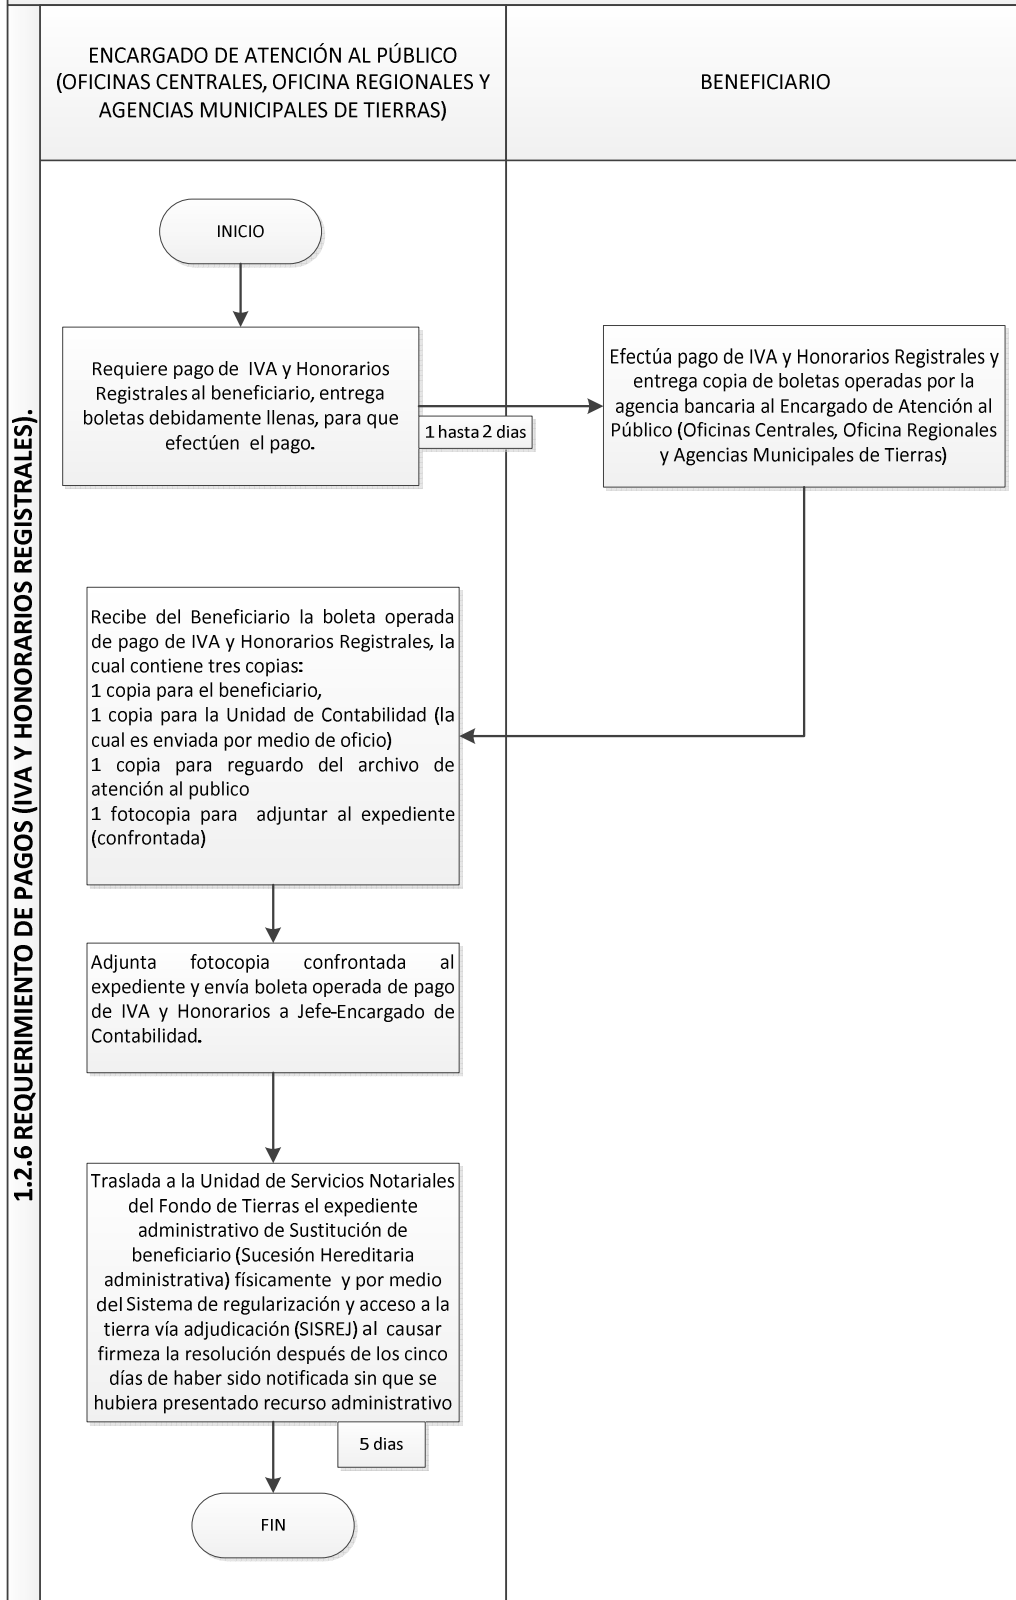 1.2.6 REQUERIMIENTO DE PAGOS (IVA Y HONORARIOS REGISTRALES).
ENCARGADO DE ATENCIÓN AL PÚBLICO
(OFICINAS CENTRALES, OFICINA REGIONALES Y
AGENCIAS MUNICIPALES DE TIERRAS)
BENEFICIARIO
INICIO
Requiere pago de IVA y Honorarios
Registrales al beneficiario, entrega
boletas debidamente llenas, para que
efectúen el pago.
1 hasta 2 dias
Efectúa pago de IVA y Honorarios Registrales y
entrega copia de boletas operadas por la
agencia bancaria al Encargado de Atención al
Público (Oficinas Centrales, Oficina Regionales
y Agencias Municipales de Tierras)
Recibe del Beneficiario la boleta operada
de pago de IVA y Honorarios Registrales, la
cual contiene tres copias:
1 copia para el beneficiario,
1 copia para la Unidad de Contabilidad (la
cual es enviada por medio de oficio)
1 copia para reguardo del archivo de
atención al publico
1 fotocopia para adjuntar al expediente
(confrontada)
Adjunta fotocopia confrontada al
expediente y envía boleta operada de pago
de IVA y Honorarios a Jefe-Encargado de
Contabilidad.
Traslada a la Unidad de Servicios Notariales
del Fondo de Tierras el expediente
administrativo de Sustitución de
beneficiario (Sucesión Hereditaria
administrativa) físicamente y por medio
del Sistema de regularización y acceso a la
tierra vía adjudicación (SISREJ) al causar
firmeza la resolución después de los cinco
días de haber sido notificada sin que se
hubiera presentado recurso administrativo
5 dias
FIN